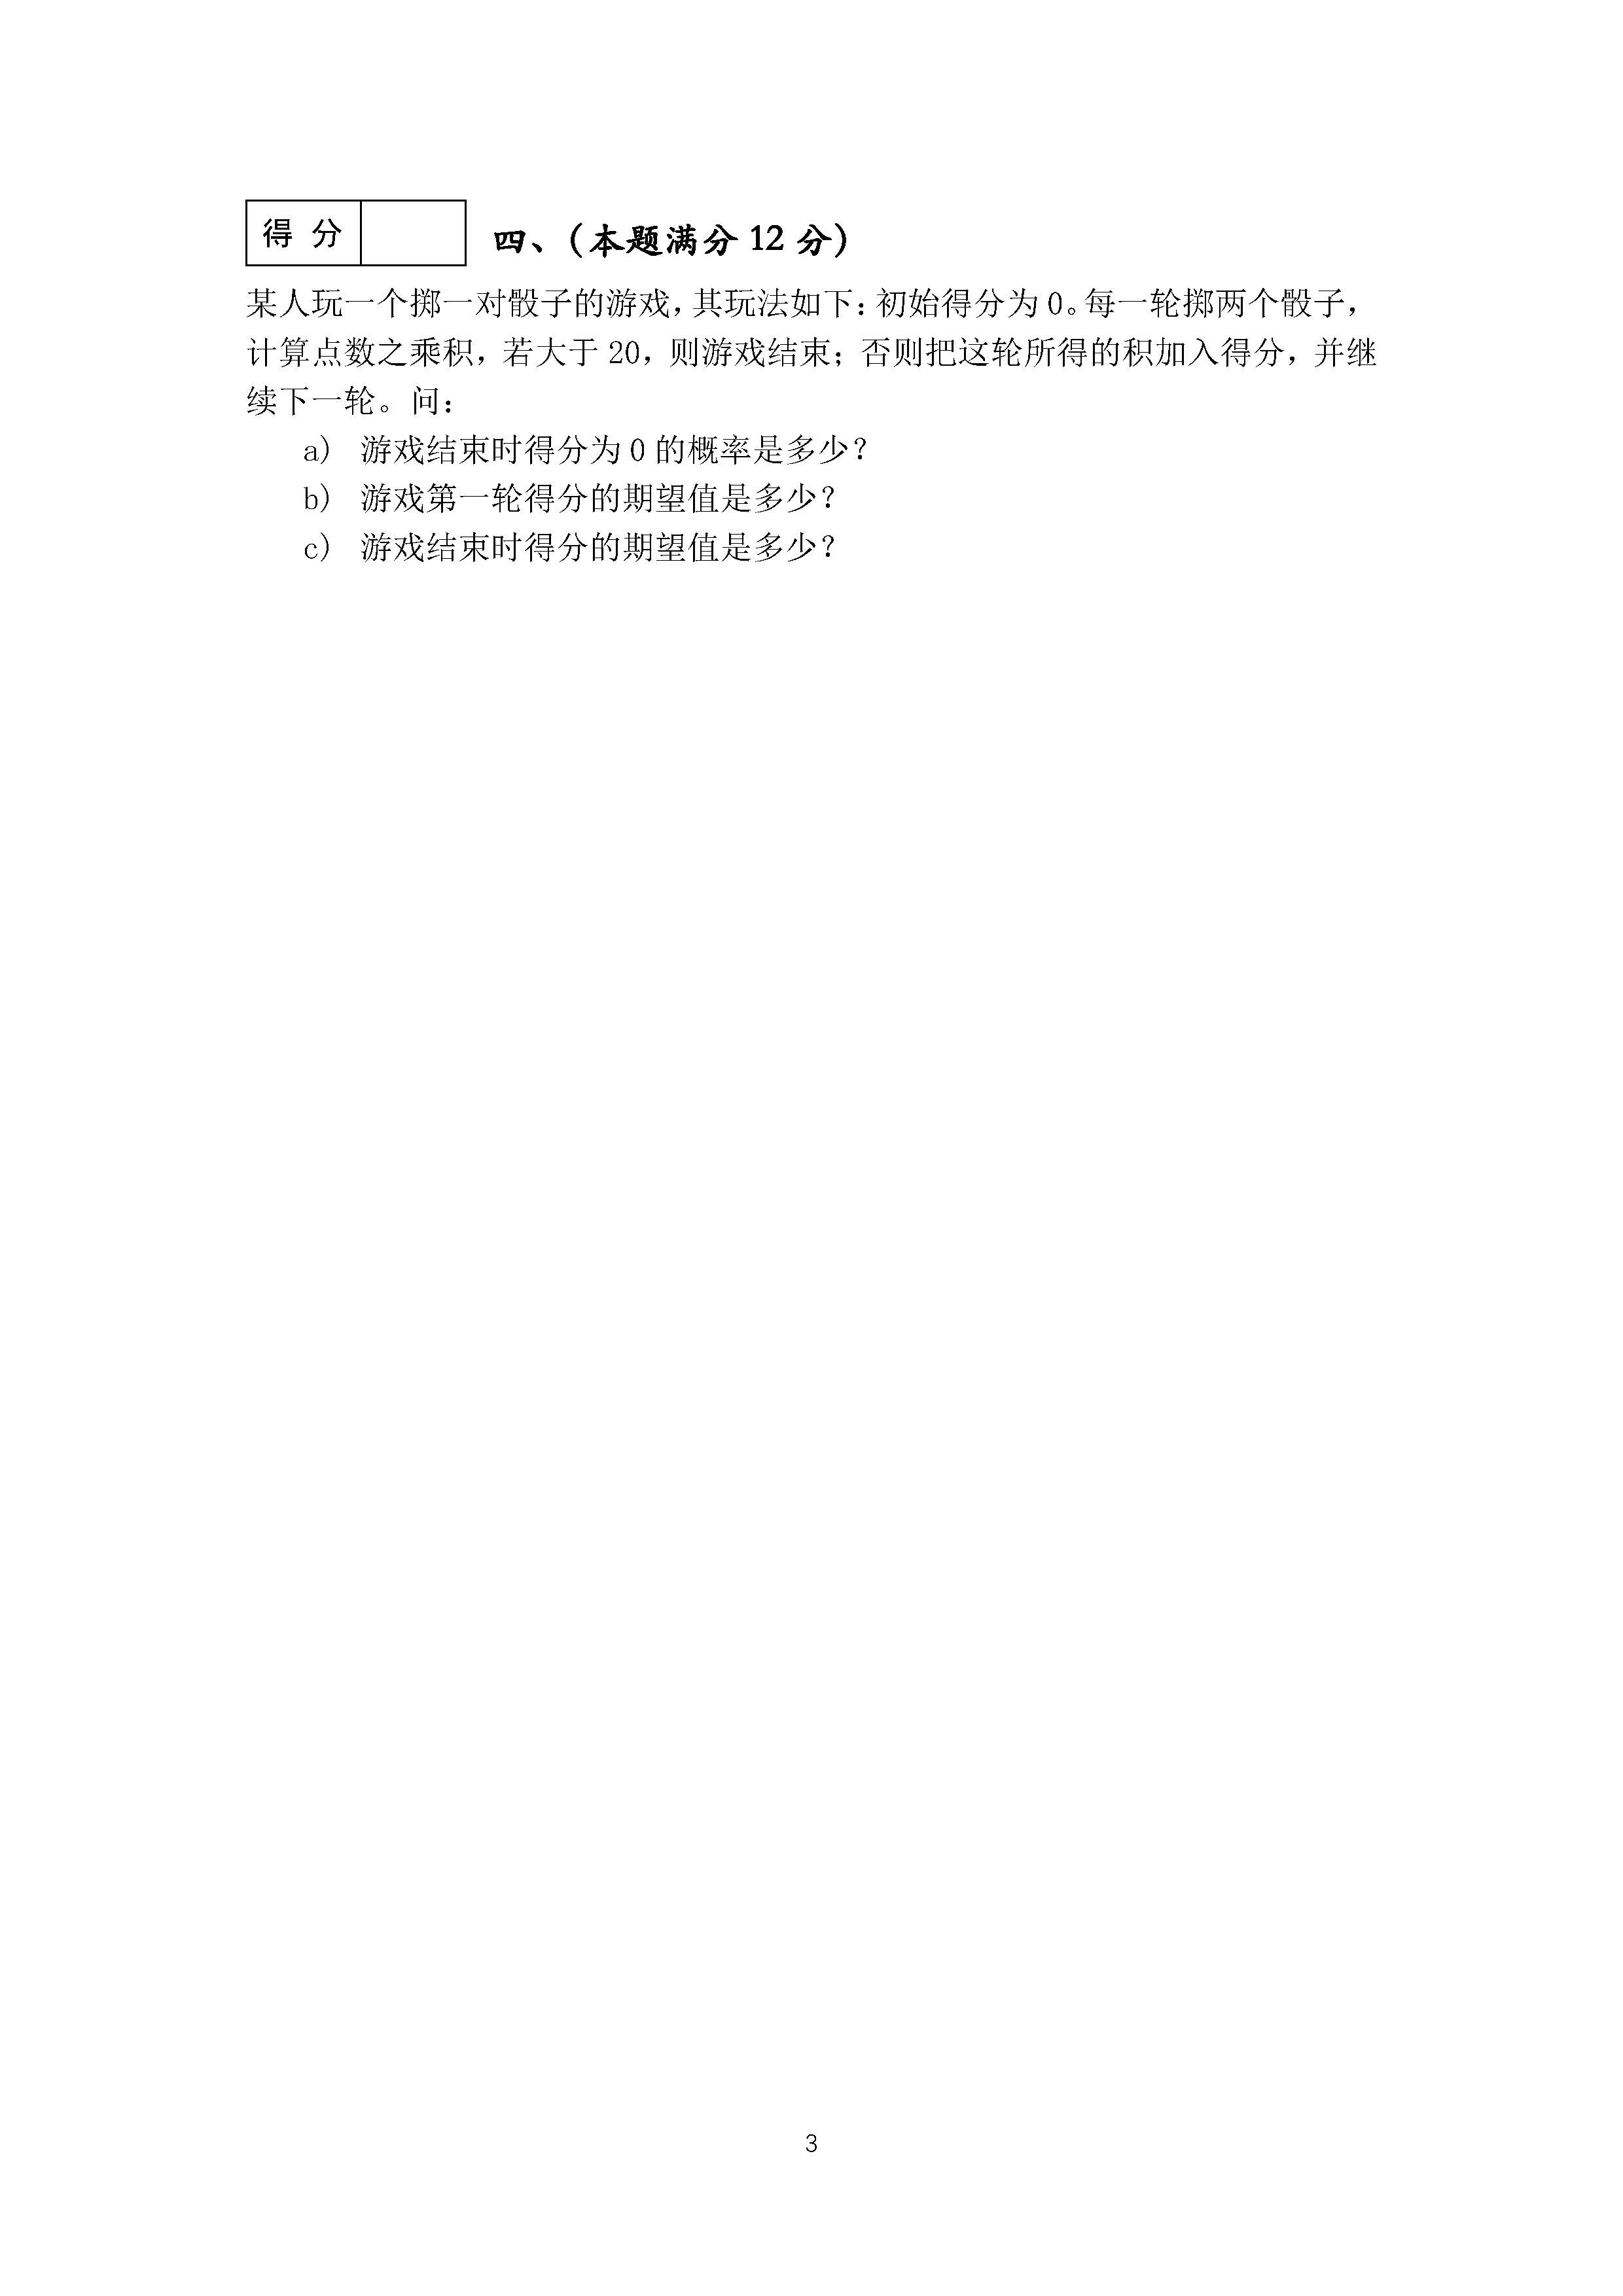 得 分
四、(本题满分 12 分)
某人玩一个掷一对骰子的游戏，其玩法如下：初始得分为 0。每一轮掷两个骰子，
计算点数之乘积，若大于 20，则游戏结束；否则把这轮所得的积加入得分，并继
续下一轮。问：
a) 游戏结束时得分为 0 的概率是多少？
b) 游戏第一轮得分的期望值是多少？
c) 游戏结束时得分的期望值是多少？
3